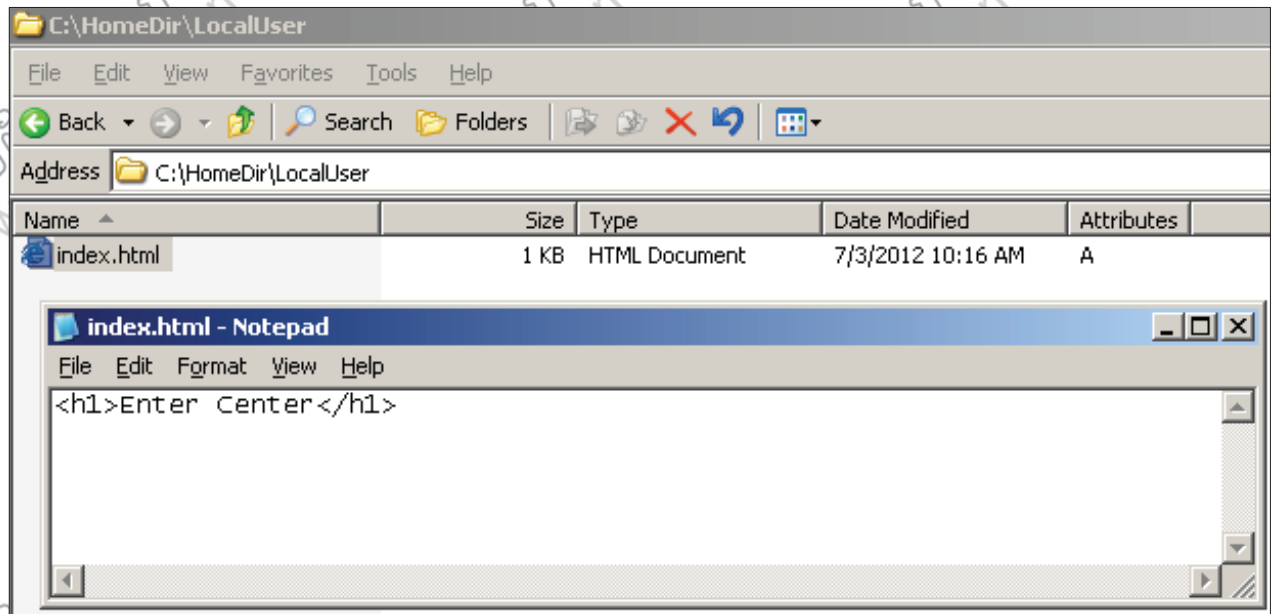 C:\HomeDir\LocalUser
File Edit View Favorites Tools Help
Back Search Folders
Address C:\HomeDir\LocalUser
Name Size Type Date Modified Attributes
index.html 1 KB HTML Document 7/3/2012 10:16 AM A
index.html - Notepad
File Edit Format View Help
<h1>Enter Center</h1>